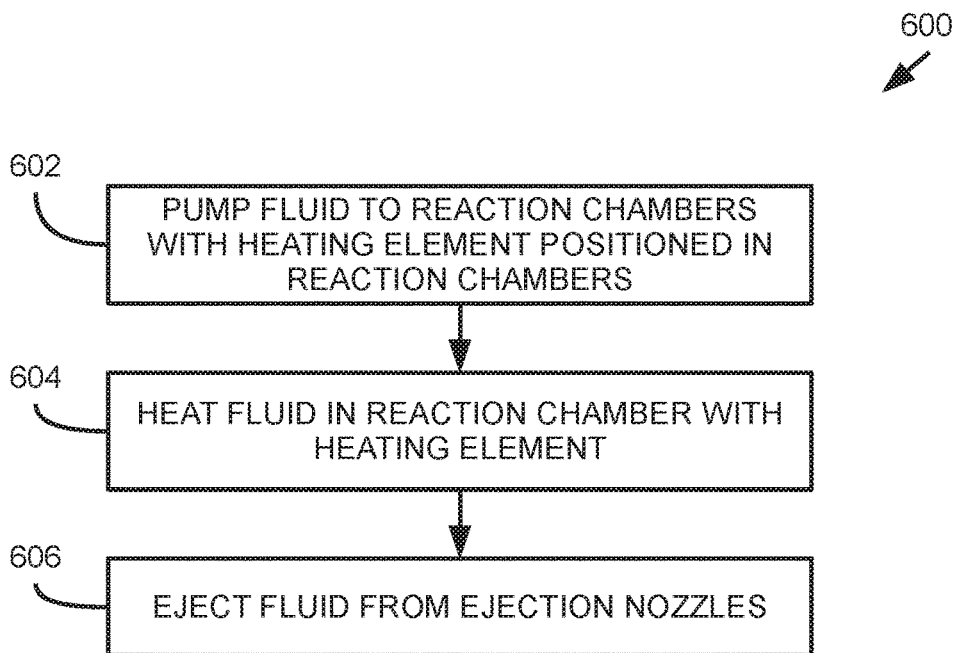 600
602
PUMP FLUID TO REACTION CHAMBERS
WITH HEATING ELEMENT POSITIONED IN
REACTION CHAMBERS
604
HEAT FLUID IN REACTION CHAMBER WITH
HEATING ELEMENT
606
EJECT FLUID FROM EJECTION NOZZLES